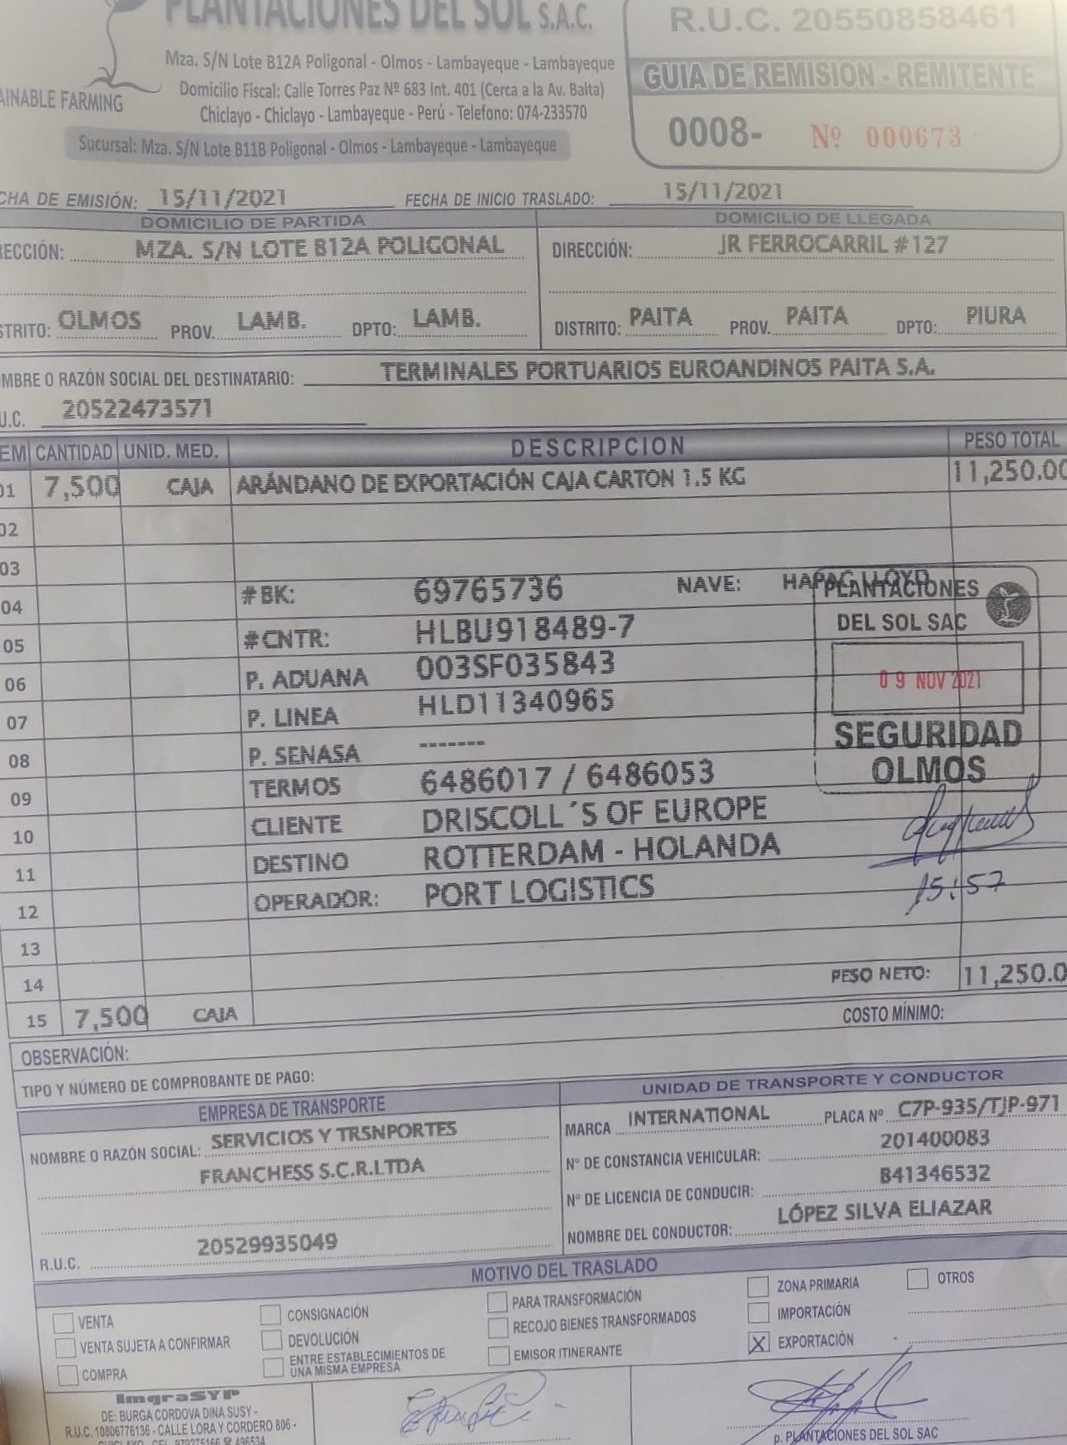 PLANTACIONES DEL SOL S.A.C.
Mza. S/N Lote B12A Poligonal - Olmos - Lambayeque - Lambayeque
Domicilio Fiscal: Calle Torres Paz Nº 683 Int. 401 (Cerca a la Av. Balta)
Chiclayo - Chiclayo - Lambayeque - Perú - Telefono: 074-233570
Sucursal: Mza. S/N Lote B11B Poligonal - Olmos - Lambayeque - Lambayeque
AINABLE FARMING
R.U.C. 20550858461
GUIA DE REMISION - REMITENTE
0008- Nº 000673
CHA DE EMISIÓN: 15/11/2021 FECHA DE INICIO TRASLADO: 15/11/2021
DOMICILIO DE PARTIDA
RECCIÓN: MZA. S/N LOTE B12A POLIGONAL
STRITO: OLMOS PROV. LAMB. DPTO: LAMB.
DOMICILIO DE LLEGADA
DIRECCIÓN: JR FERROCARRIL #127
DISTRITO: PAITA PROV. PAITA DPTO: PIURA
MBRE O RAZÓN SOCIAL DEL DESTINATARIO: TERMINALES PORTUARIOS EUROANDINOS PAITA S.A.
U.C. 20522473571
EM CANTIDAD UNID. MED. DESCRIPCION PESO TOTAL
01 7,500 CAJA ARÁNDANO DE EXPORTACIÓN CAJA CARTON 1.5 KG 11,250.00
02
03
04 #BK: 69765736 NAVE: HAPAG LLOYD
05 #CNTR: HLBU918489-7
06 P. ADUANA 003SF035843
07 P. LINEA HLD11340965
08 P. SENASA -------
09 TERMOS 6486017 / 6486053
10 CLIENTE DRISCOLL´S OF EUROPE
11 DESTINO ROTTERDAM - HOLANDA
12 OPERADOR: PORT LOGISTICS
13
14 PESO NETO: 11,250.0
15 7,500 CAJA
COSTO MÍNIMO:
PLANTACIONES
DEL SOL SAC
09 NOV 2021
SEGURIDAD
OLMOS
15:57
OBSERVACIÓN:
TIPO Y NÚMERO DE COMPROBANTE DE PAGO:
EMPRESA DE TRANSPORTE
NOMBRE O RAZÓN SOCIAL: SERVICIOS Y TRSNPORTES
FRANCHESS S.C.R.LTDA
R.U.C. 20529935049
UNIDAD DE TRANSPORTE Y CONDUCTOR
MARCA INTERNATIONAL PLACA Nº C7P-935/TJP-971
Nº DE CONSTANCIA VEHICULAR: 201400083
Nº DE LICENCIA DE CONDUCIR: B41346532
NOMBRE DEL CONDUCTOR: LÓPEZ SILVA ELIAZAR
MOTIVO DEL TRASLADO
VENTA
VENTA SUJETA A CONFIRMAR
COMPRA
CONSIGNACIÓN
DEVOLUCIÓN
ENTRE ESTABLECIMIENTOS DE
UNA MISMA EMPRESA
PARA TRANSFORMACIÓN
RECOJO BIENES TRANSFORMADOS
EMISOR ITINERANTE
ZONA PRIMARIA
IMPORTACIÓN
X EXPORTACIÓN
OTROS
ImgraSYP
DE: BURGA CORDOVA DINA SUSY -
R.U.C. 10806776136 - CALLE LORA Y CORDERO 806 -
p. PLANTACIONES DEL SOL SAC